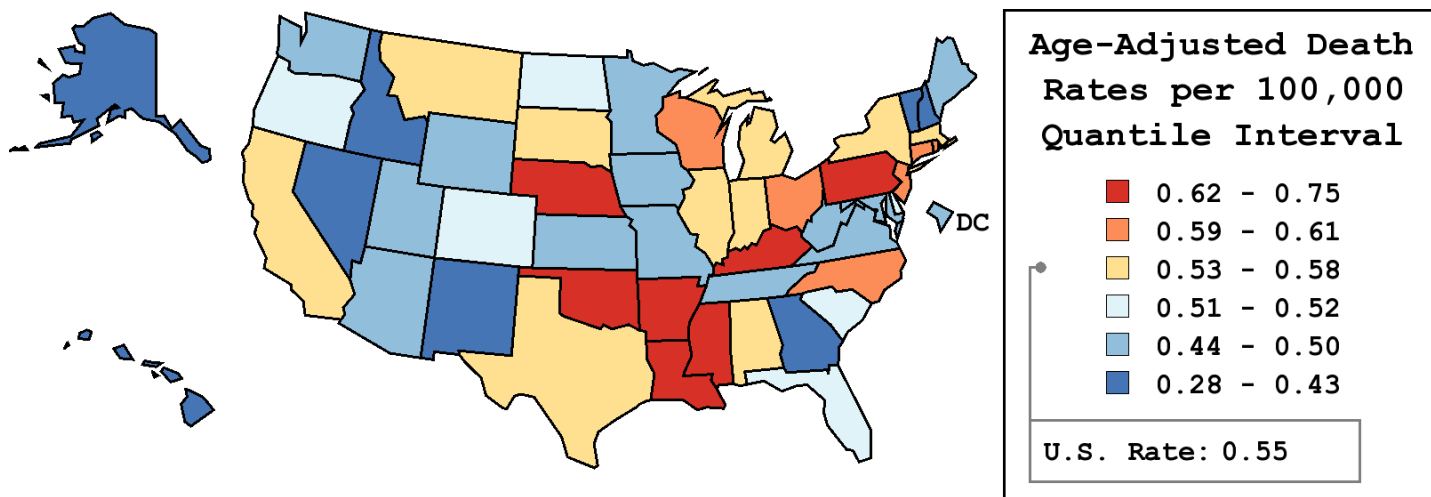 Age-Adjusted Death
Rates per 100,000
Quantile Interval
0.62 - 0.75
0.59 - 0.61
0.53 - 0.58
0.51 - 0.52
0.44 - 0.50
0.28 - 0.43
U.S. Rate: 0.55
DC